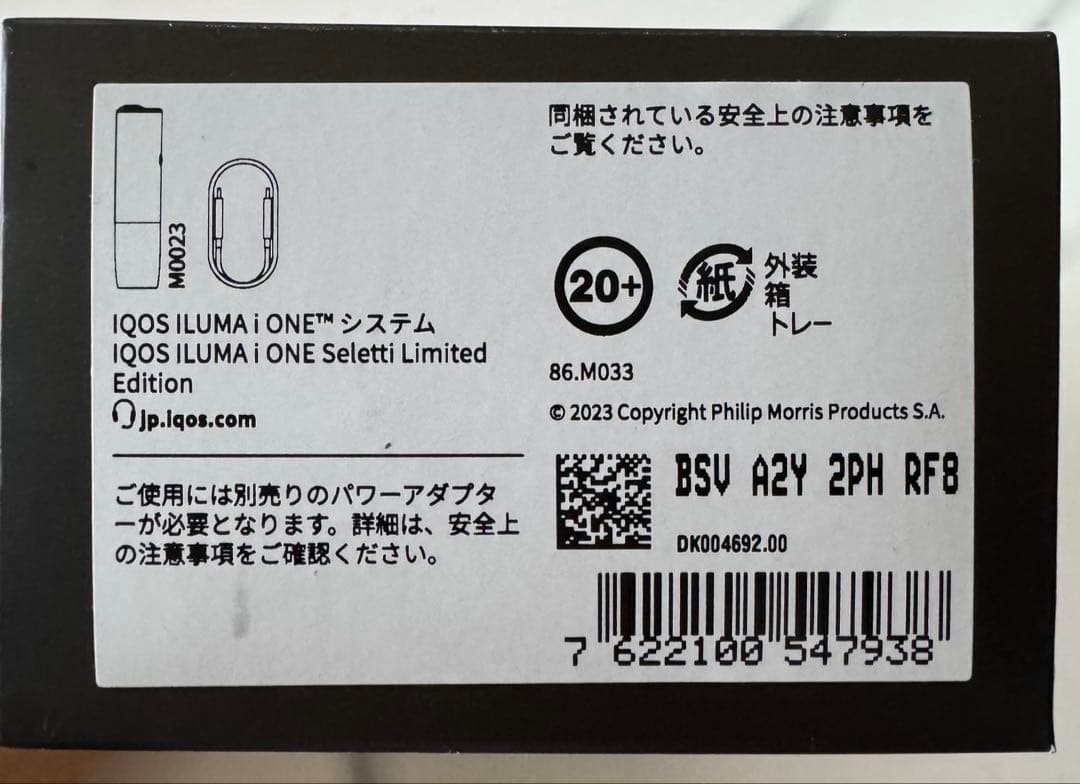 M0023
IQOS ILUMA i ONE™ システム
IQOS ILUMA i ONE Seletti Limited
Edition
jp.iqos.com
ご使用には別売りのパワーアダプタ
ーが必要となります。詳細は、安全上
の注意事項をご確認ください。
同梱されている安全上の注意事項を
ご覧ください。
20+
紙
外装
箱
トレー
86.M033
© 2023 Copyright Philip Morris Products S.A.
BSV A2Y 2PH RF8
DK004692.00
7 622100 547938